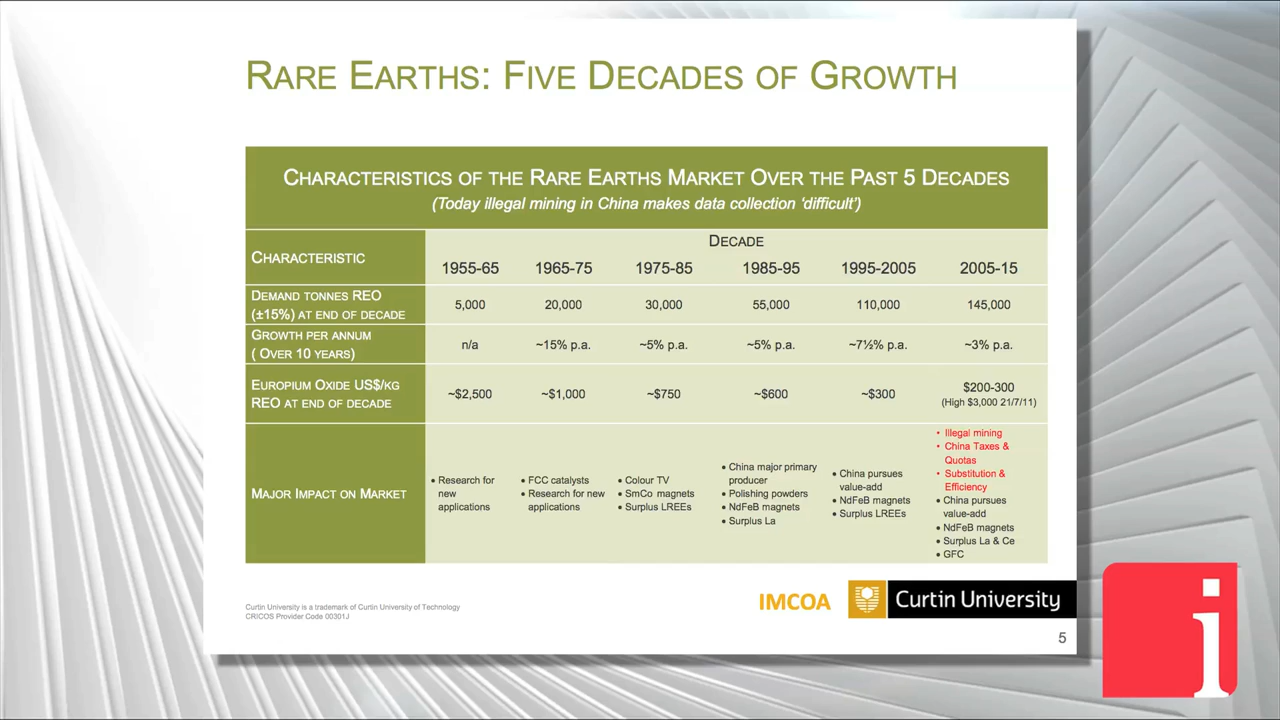 RARE EARTHS: FIVE DECADES OF GROWTH
CHARACTERISTICS OF THE RARE EARTHS MARKET OVER THE PAST 5 DECADES
(Today illegal mining in China makes data collection ‘difficult’)
CHARACTERISTIC
DECADE
1955-65 1965-75 1975-85 1985-95 1995-2005 2005-15
DEMAND TONNES REO
(±15%) AT END OF DECADE
5,000 20,000 30,000 55,000 110,000 145,000
GROWTH PER ANNUM
( OVER 10 YEARS)
n/a ~15% p.a. ~5% p.a. ~5% p.a. ~7½% p.a. ~3% p.a.
EUROPIUM OXIDE US$/KG
REO AT END OF DECADE
~$2,500 ~$1,000 ~$750 ~$600 ~$300 $200-300
(High $3,000 21/7/11)
MAJOR IMPACT ON MARKET
• Research for
new
applications
• FCC catalysts
• Research for new
applications
• Colour TV
• SmCo magnets
• Surplus LREEs
• China major primary
producer
• Polishing powders
• NdFeB magnets
• Surplus La
• China pursues
value-add
• NdFeB magnets
• Surplus LREEs
• Illegal mining
• China Taxes &
Quotas
• Substitution &
Efficiency
• China pursues
value-add
• NdFeB magnets
• Surplus La & Ce
• GFC
Curtin University is a trademark of Curtin University of Technology
CRICOS Provider Code 00301J
IMCOA
Curtin University
5
i